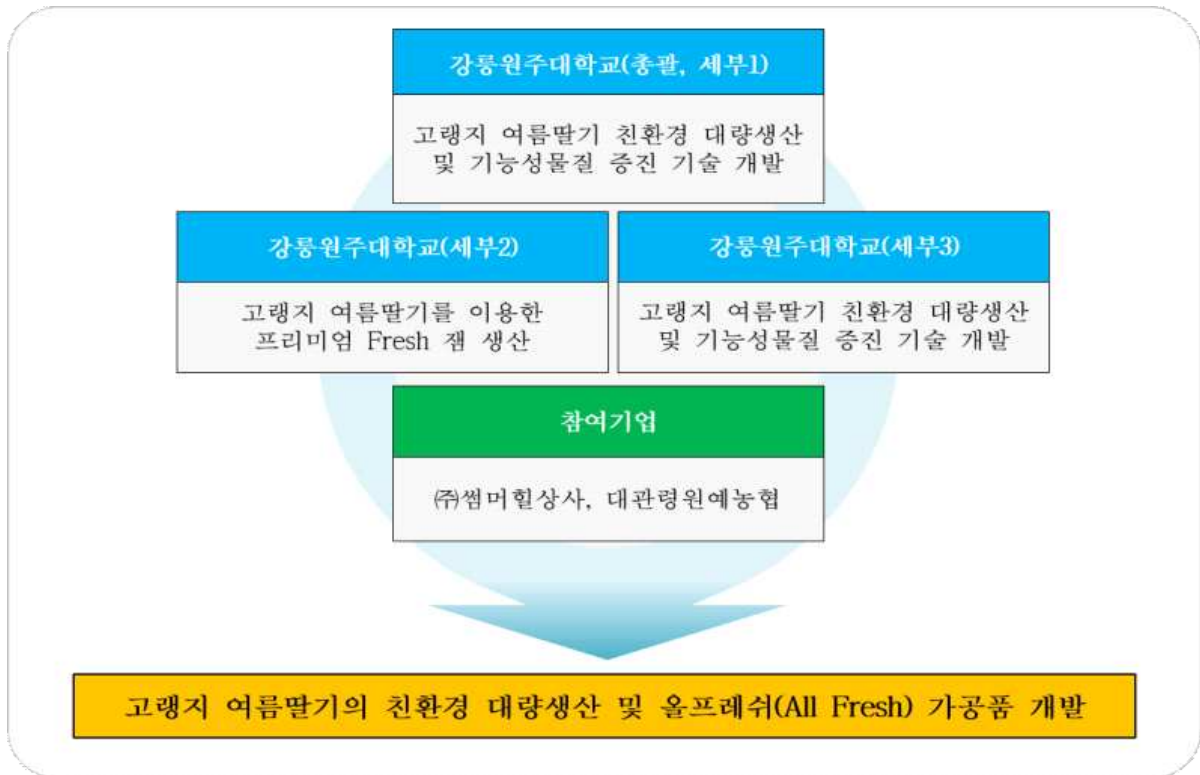 강릉원주대학교(총괄, 세부1)
고랭지 여름딸기 친환경 대량생산
및 기능성물질 증진 기술 개발
강릉원주대학교(세부2)
고랭지 여름딸기를 이용한
프리미엄 Fresh 잼 생산
강릉원주대학교(세부3)
고랭지 여름딸기 친환경 대량생산
및 기능성물질 증진 기술 개발
참여기업
㈜썸머힐상사, 대관령원예농협
고랭지 여름딸기의 친환경 대량생산 및 올프레쉬(All Fresh) 가공품 개발